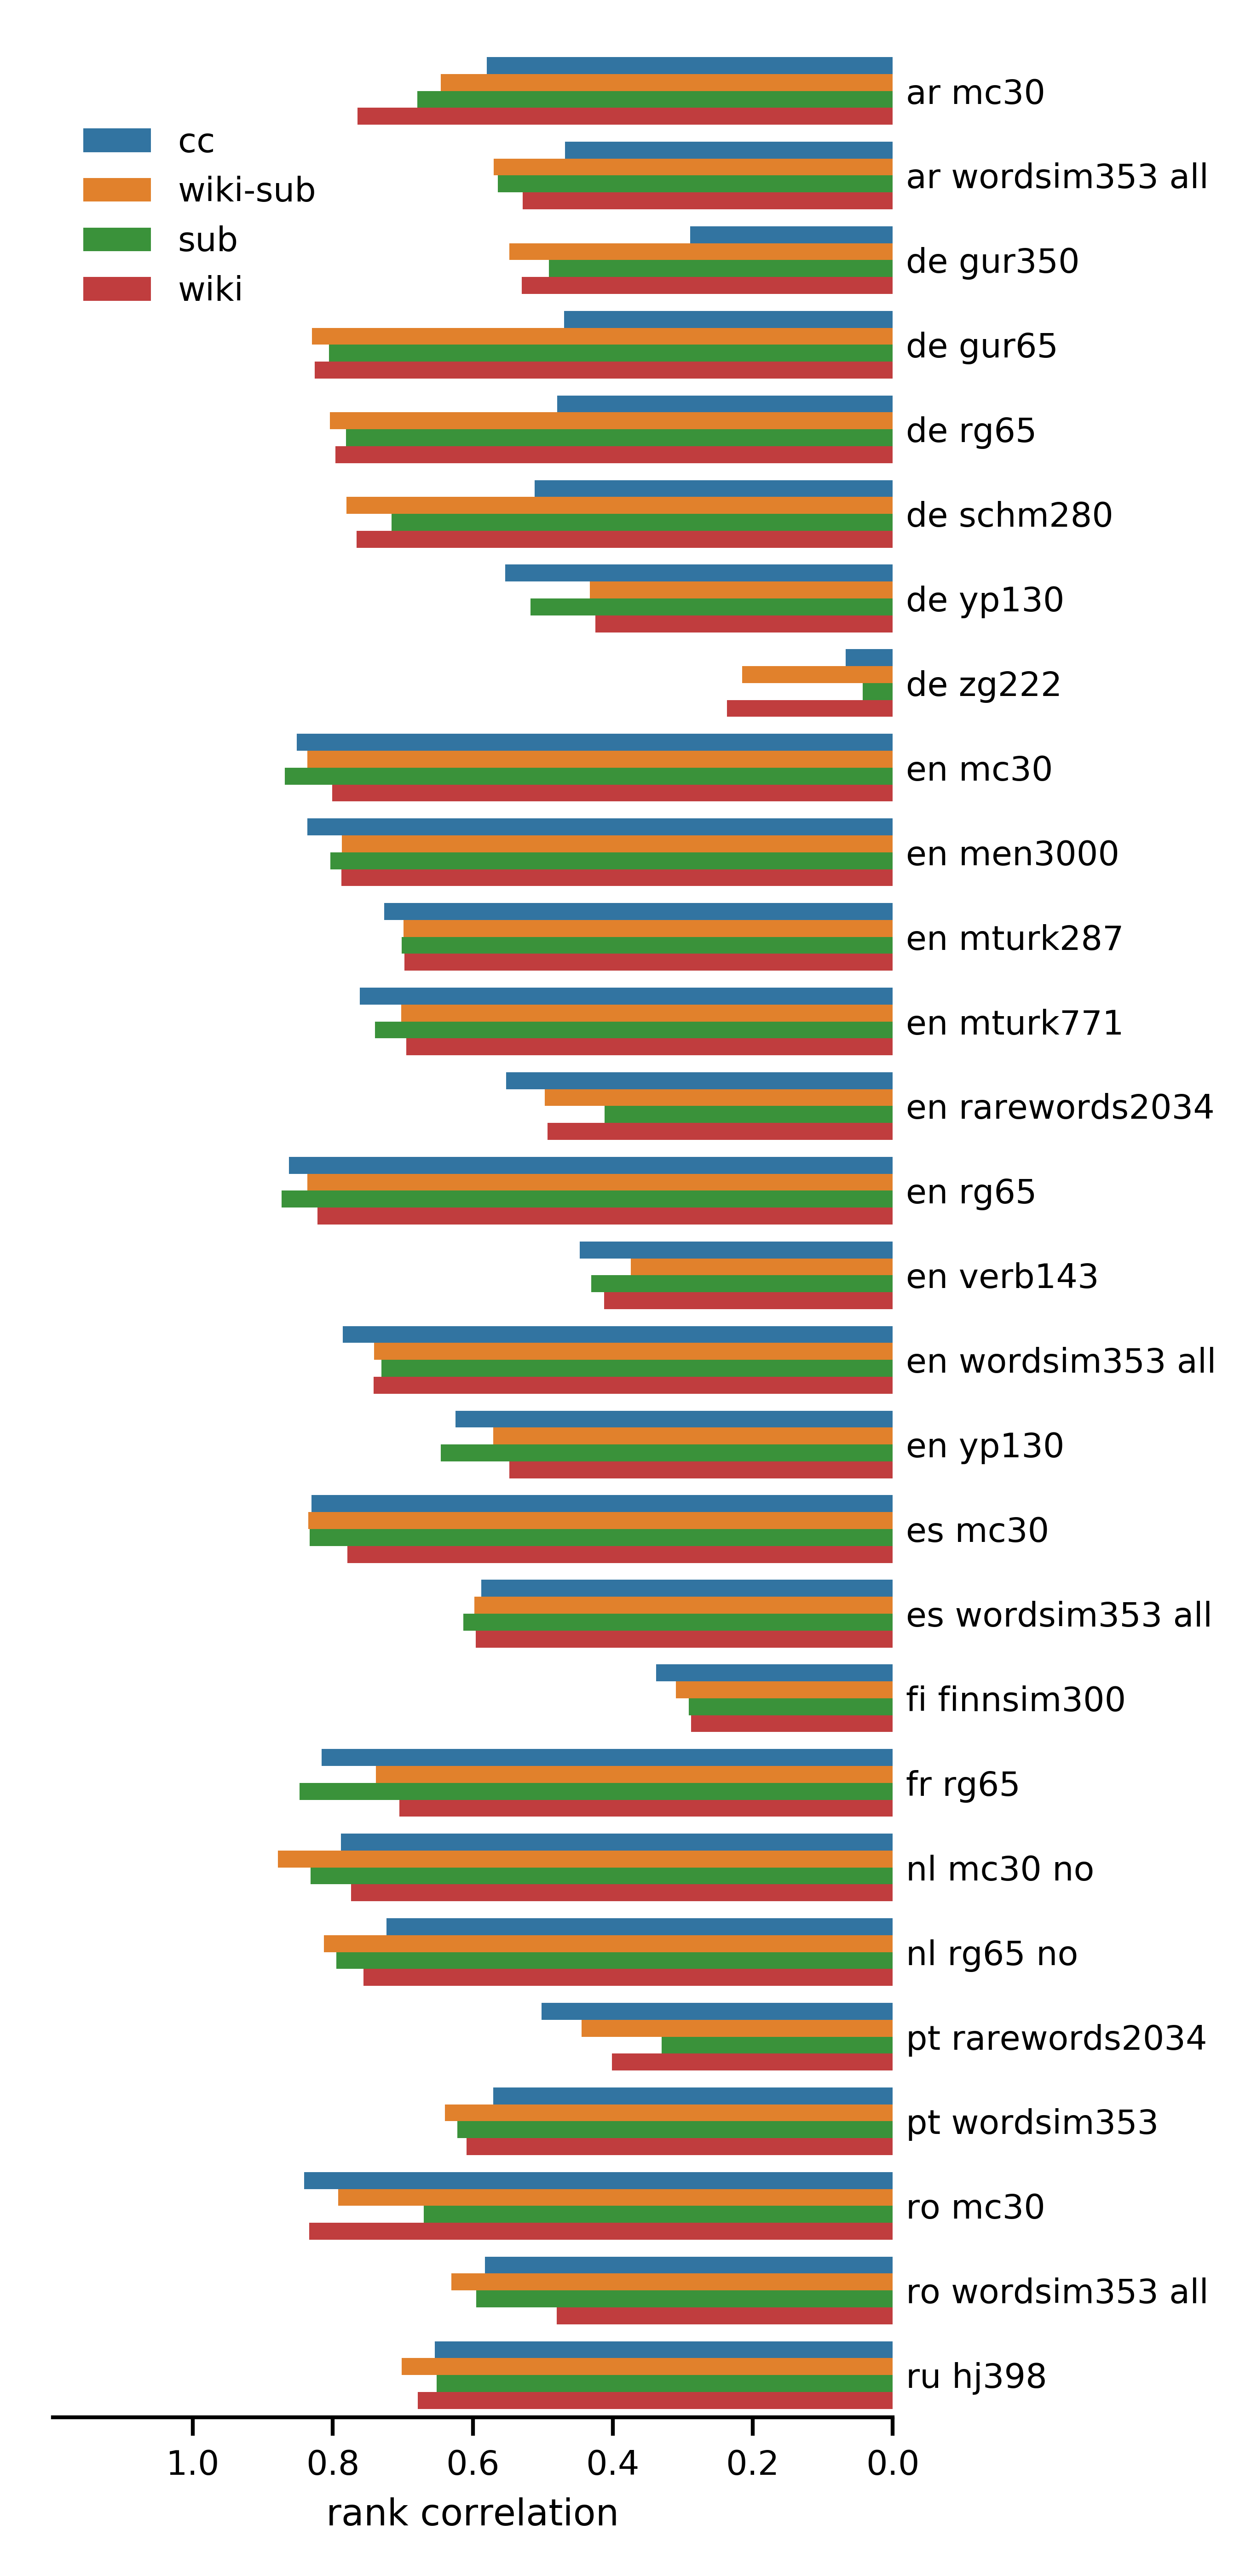 cc
wiki-sub
sub
wiki
ar mc30
ar wordsim353 all
de gur350
de gur65
de rg65
de schm280
de yp130
de zg222
en mc30
en men3000
en mturk287
en mturk771
en rarewords2034
en rg65
en verb143
en wordsim353 all
en yp130
es mc30
es wordsim353 all
fi finnsim300
fr rg65
nl mc30 no
nl rg65 no
pt rarewords2034
pt wordsim353
ro mc30
ro wordsim353 all
ru hj398
1.0 0.8 0.6 0.4 0.2 0.0
rank correlation